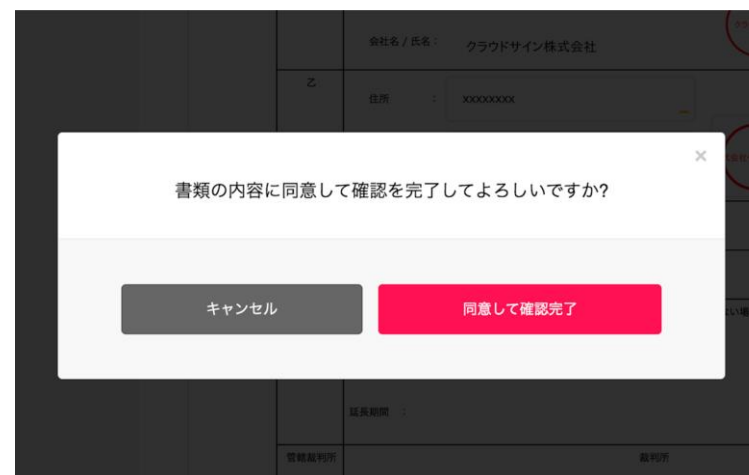 会社名 / 氏名： クラウドサイン株式会社
乙
住所 ： xxxxxxxx
×
書類の内容に同意して確認を完了してよろしいですか?
キャンセル
同意して確認完了
い場
延長期間 ：
管轄裁判所 裁判所